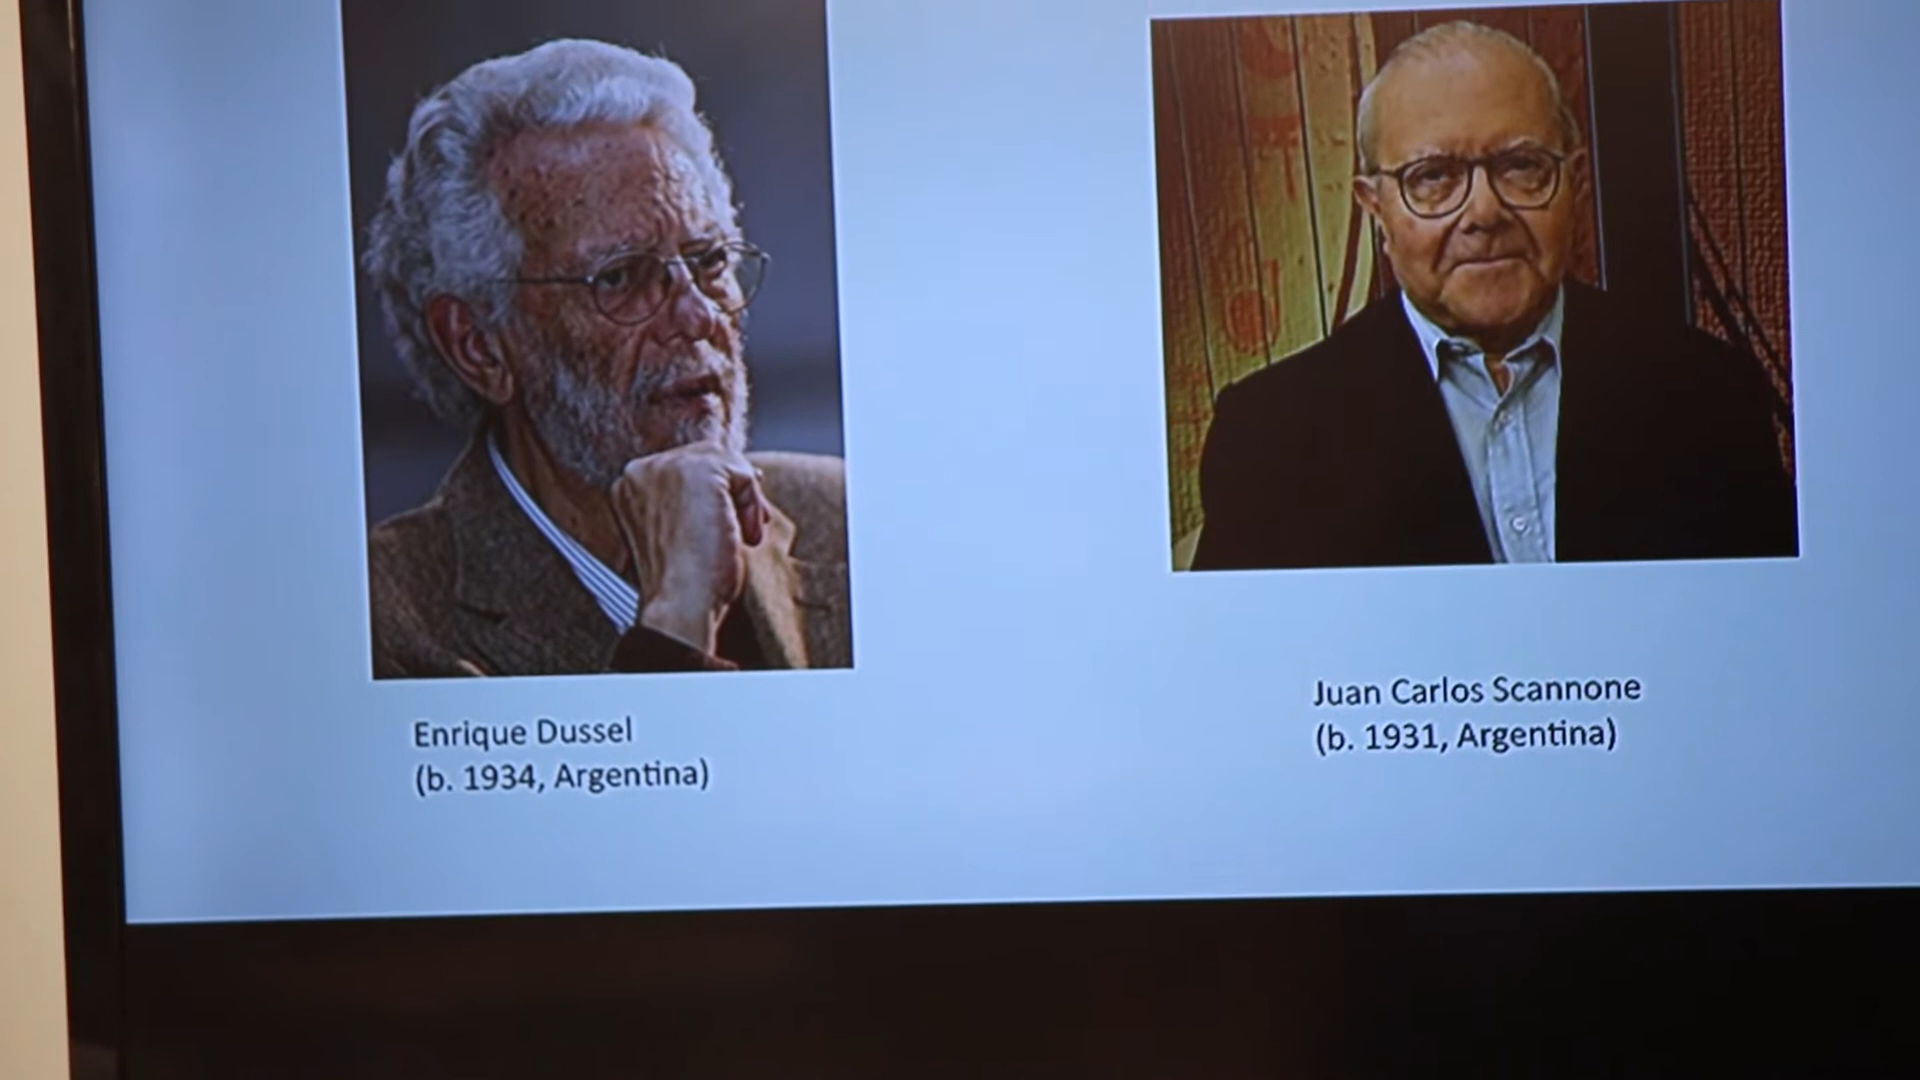 Enrique Dussel
(b. 1934, Argentina)
Juan Carlos Scannone
(b. 1931, Argentina)